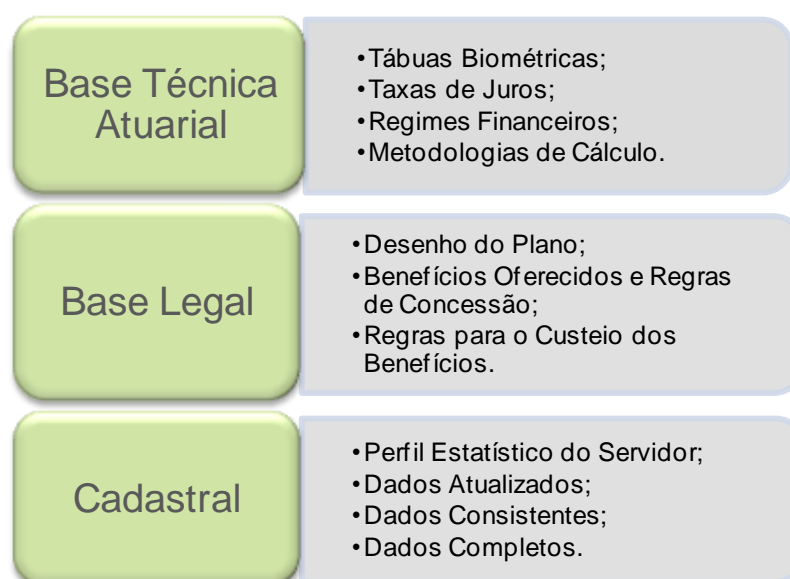 Base Técnica
Atuarial
•Tábuas Biométricas;
•Taxas de Juros;
•Regimes Financeiros;
•Metodologias de Cálculo.
Base Legal
•Desenho do Plano;
•Benefícios Oferecidos e Regras
de Concessão;
•Regras para o Custeio dos
Benefícios.
Cadastral
•Perfil Estatístico do Servidor;
•Dados Atualizados;
•Dados Consistentes;
•Dados Completos.